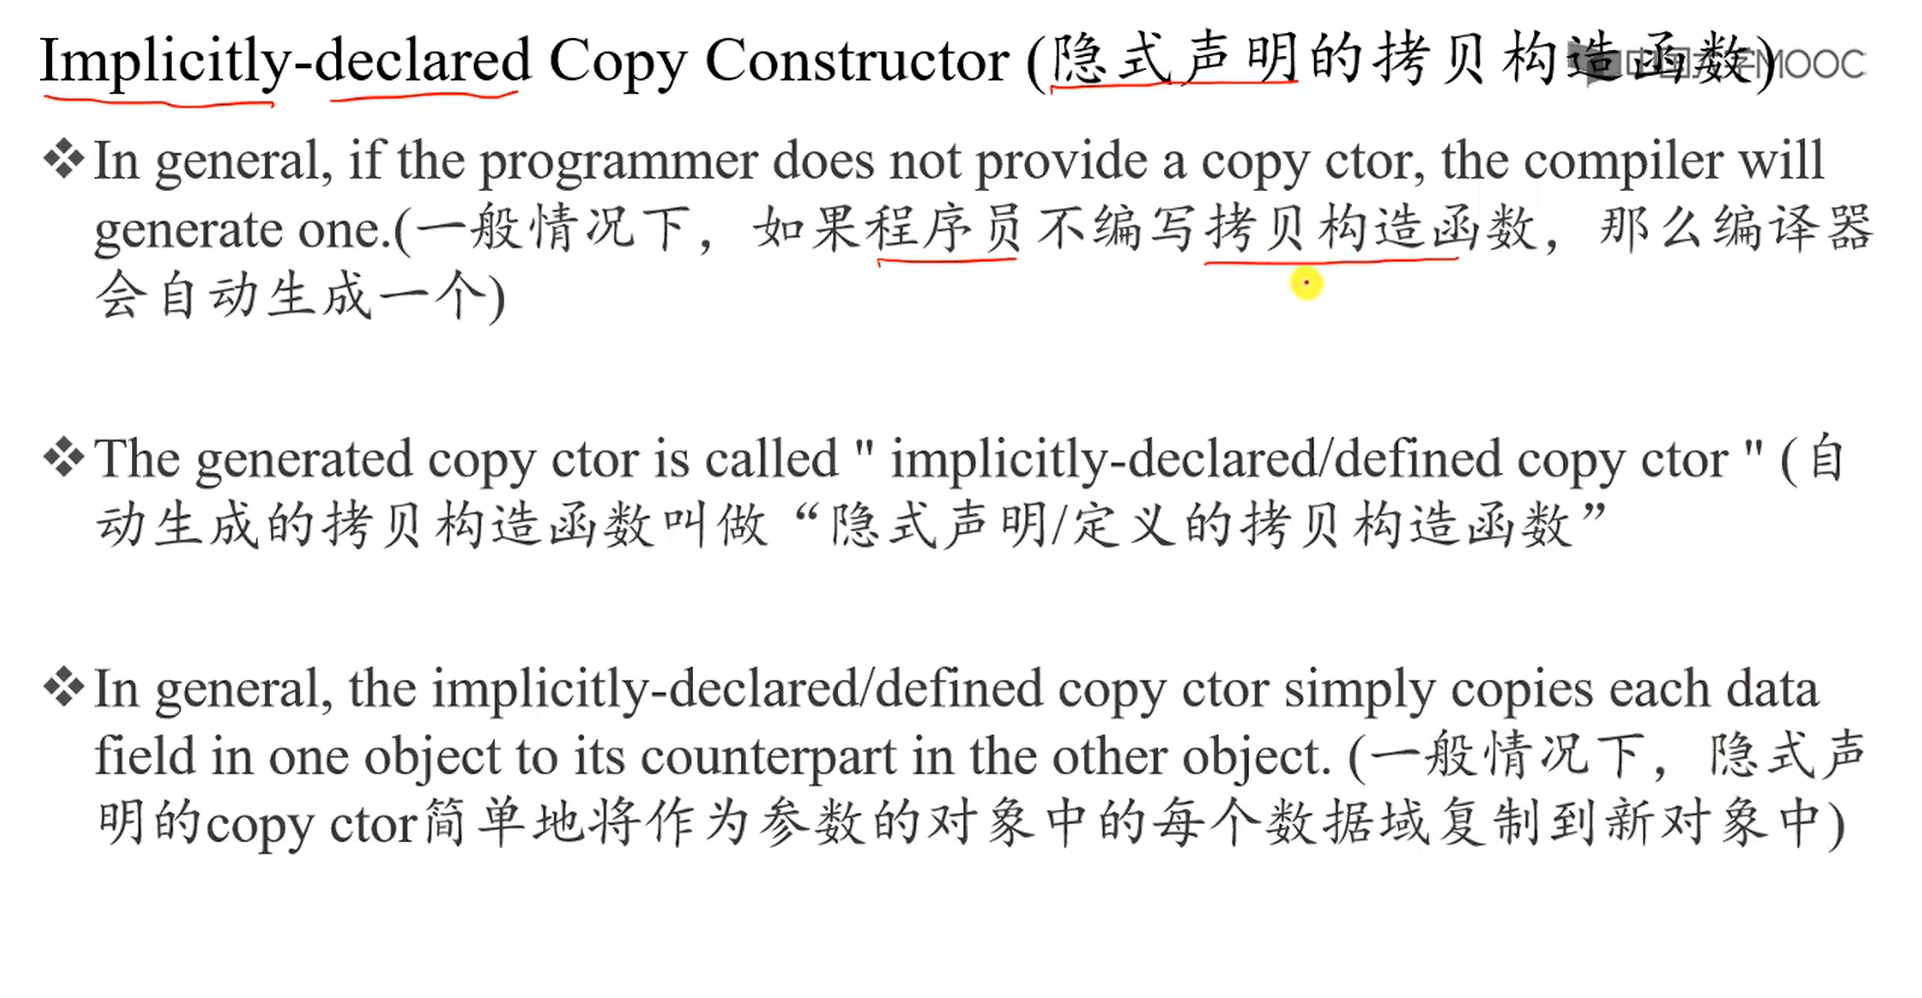 Implicitly-declared Copy Constructor (隐式声明的拷贝构造函数)
中国大学MOOC
❖In general, if the programmer does not provide a copy ctor, the compiler will
generate one.(一般情况下，如果程序员不编写拷贝构造函数，那么编译器
会自动生成一个)
❖The generated copy ctor is called " implicitly-declared/defined copy ctor " (自
动生成的拷贝构造函数叫做“隐式声明/定义的拷贝构造函数”
❖In general, the implicitly-declared/defined copy ctor simply copies each data
field in one object to its counterpart in the other object. (一般情况下，隐式声
明的copy ctor简单地将作为参数的对象中的每个数据域复制到新对象中)